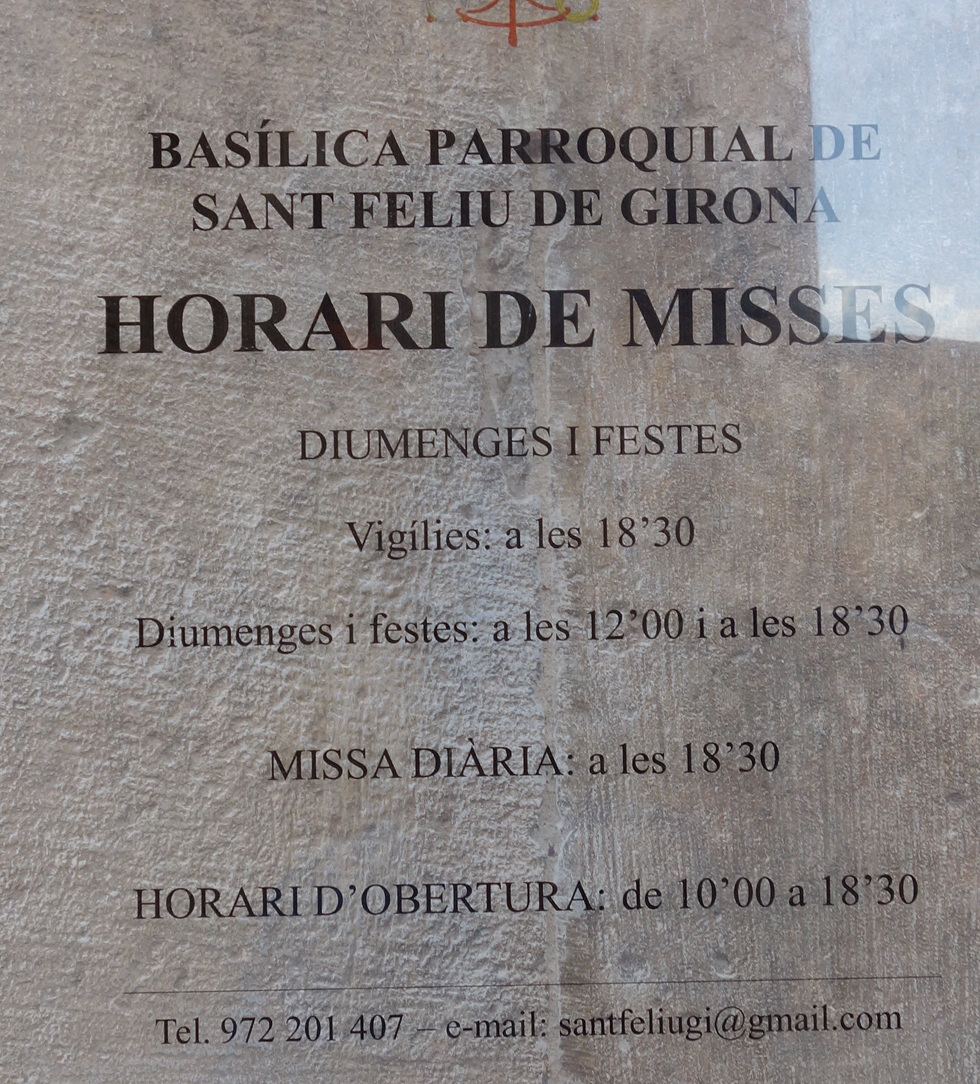 BASÍLICA PARROQUIAL DE
SANT FELIU DE GIRONA
HORARI DE MISSES
DIUMENGES I FESTES
Vigílies: a les 18’30
Diumenges i festes: a les 12’00 i a les 18’30
MISSA DIÀRIA: a les 18’30
HORARI D’OBERTURA: de 10’00 a 18’30
Tel. 972 201 407 – e-mail: santfeliugi@gmail.com